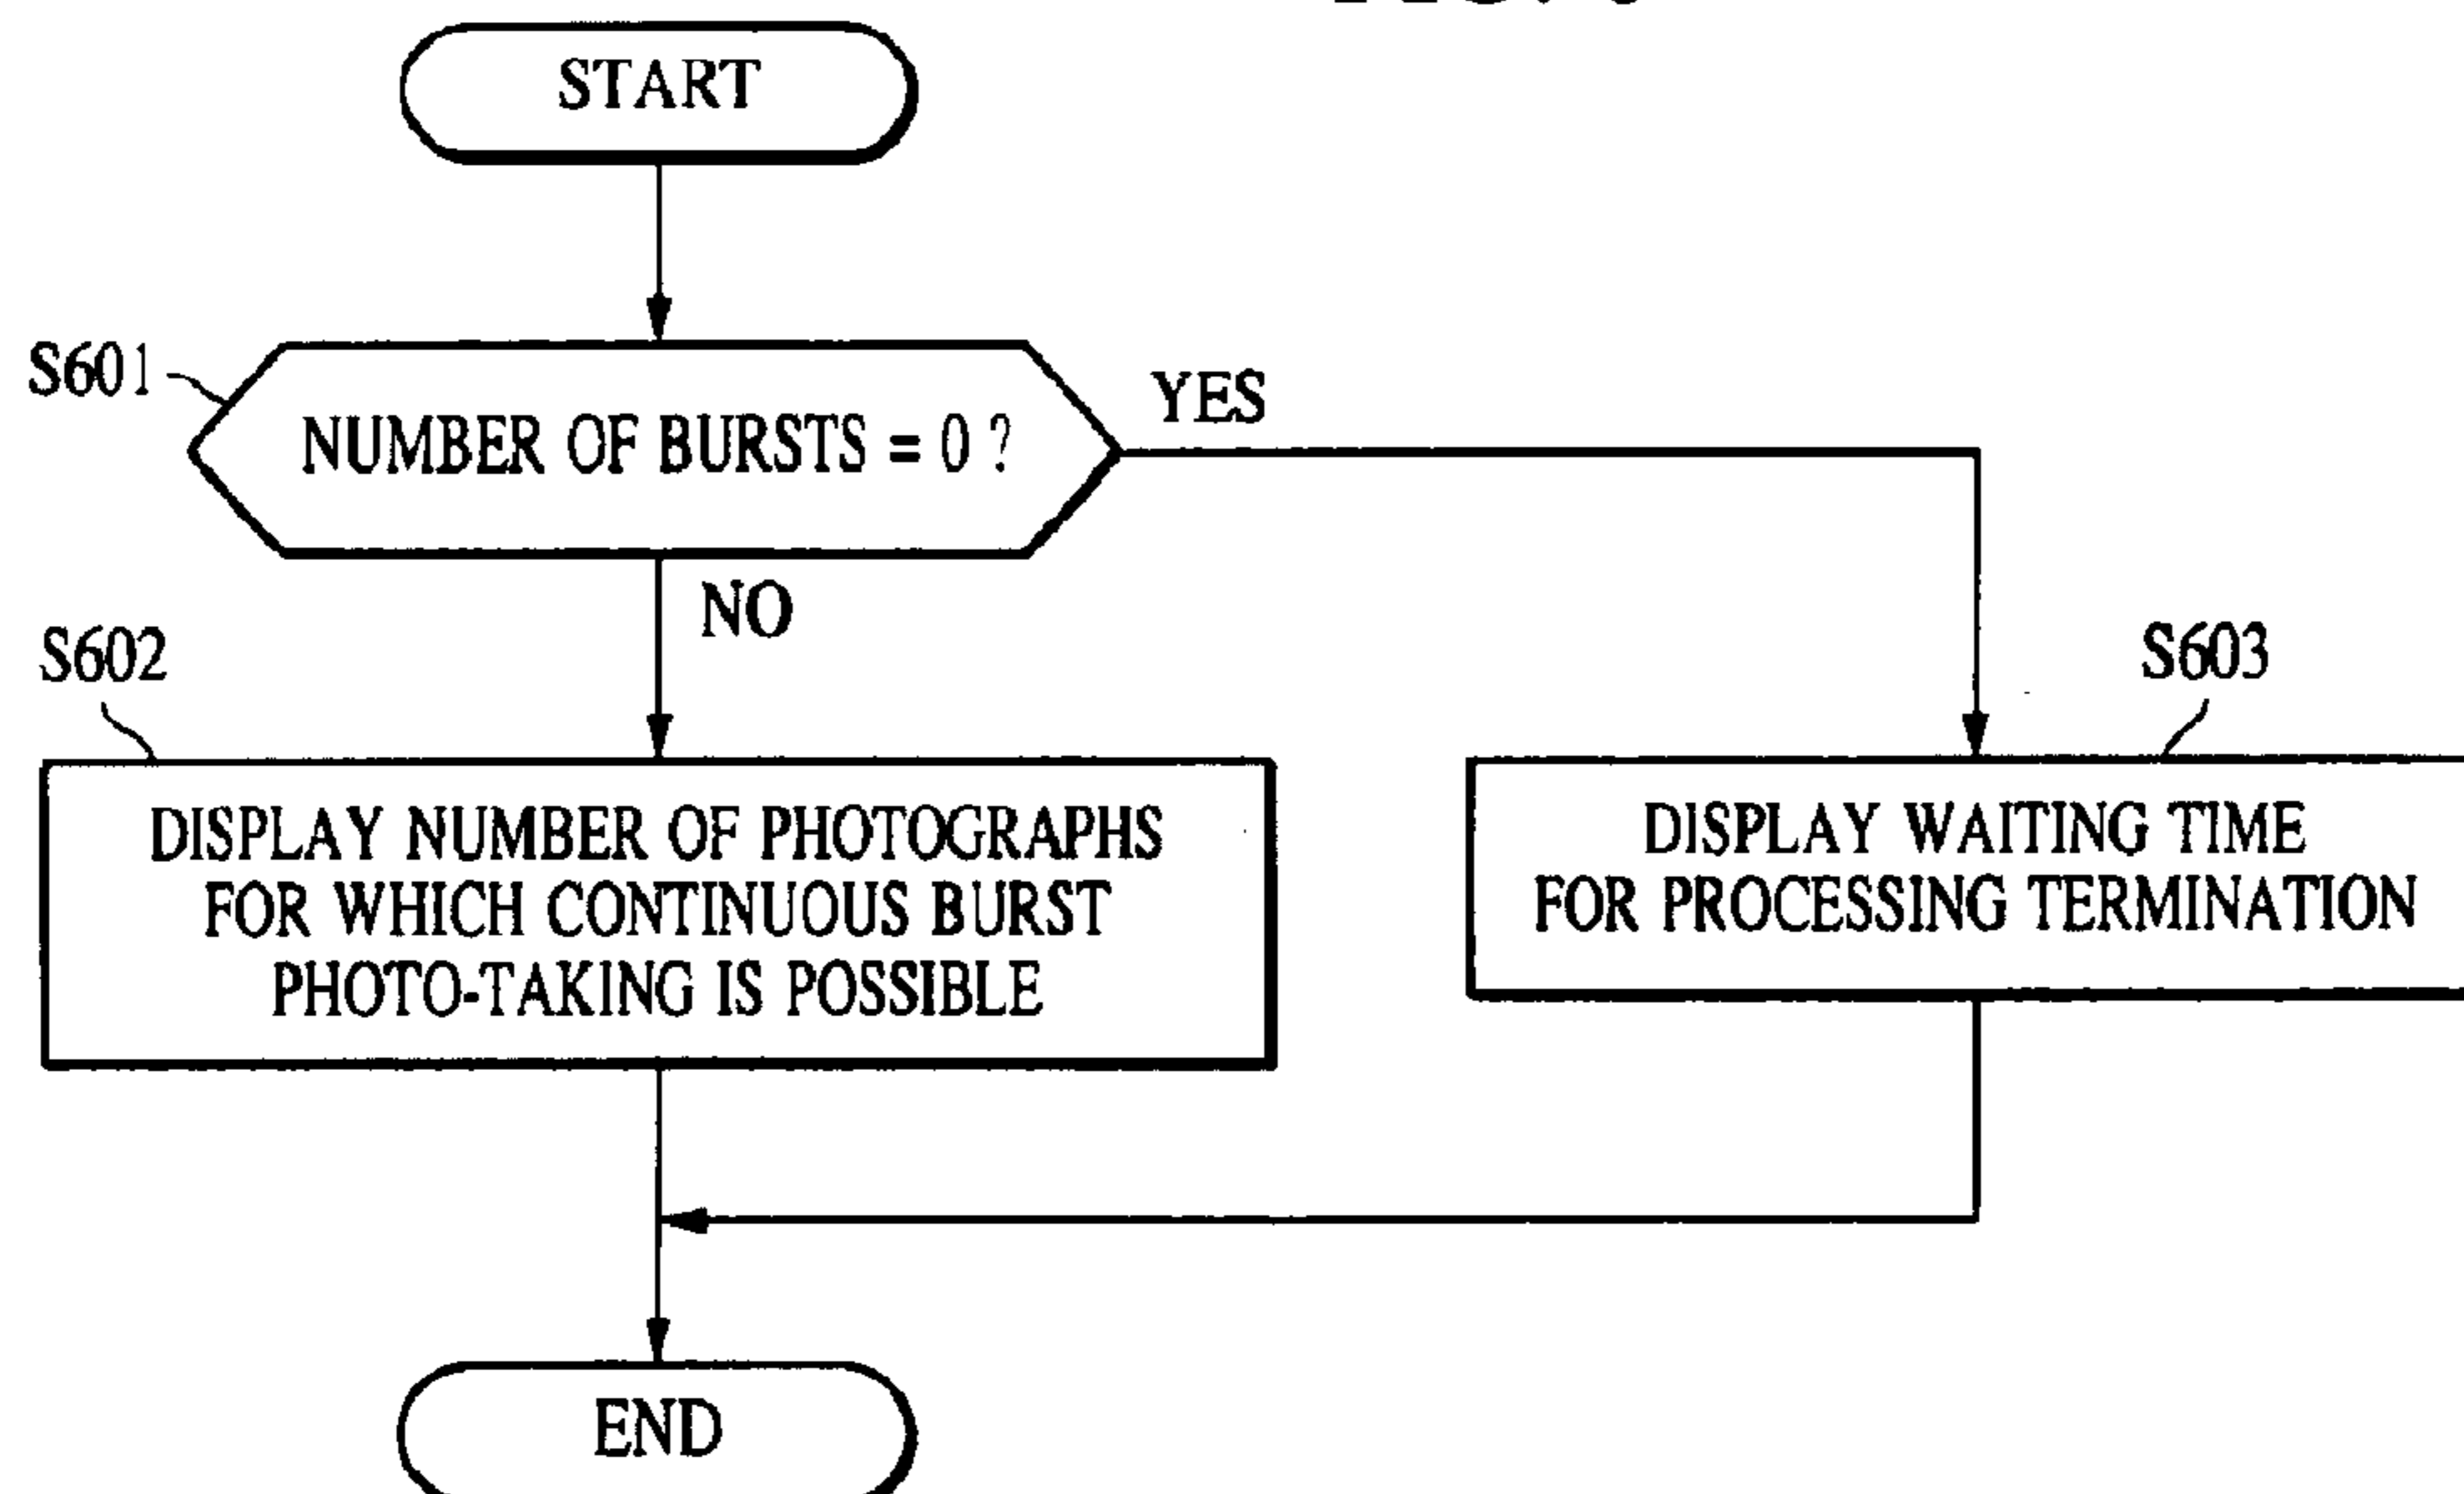 START
S601
NUMBER OF BURSTS = 0 ?
YES
NO
S602
DISPLAY NUMBER OF PHOTOGRAPHS
FOR WHICH CONTINUOUS BURST
PHOTO-TAKING IS POSSIBLE
S603
DISPLAY WAITING TIME
FOR PROCESSING TERMINATION
END